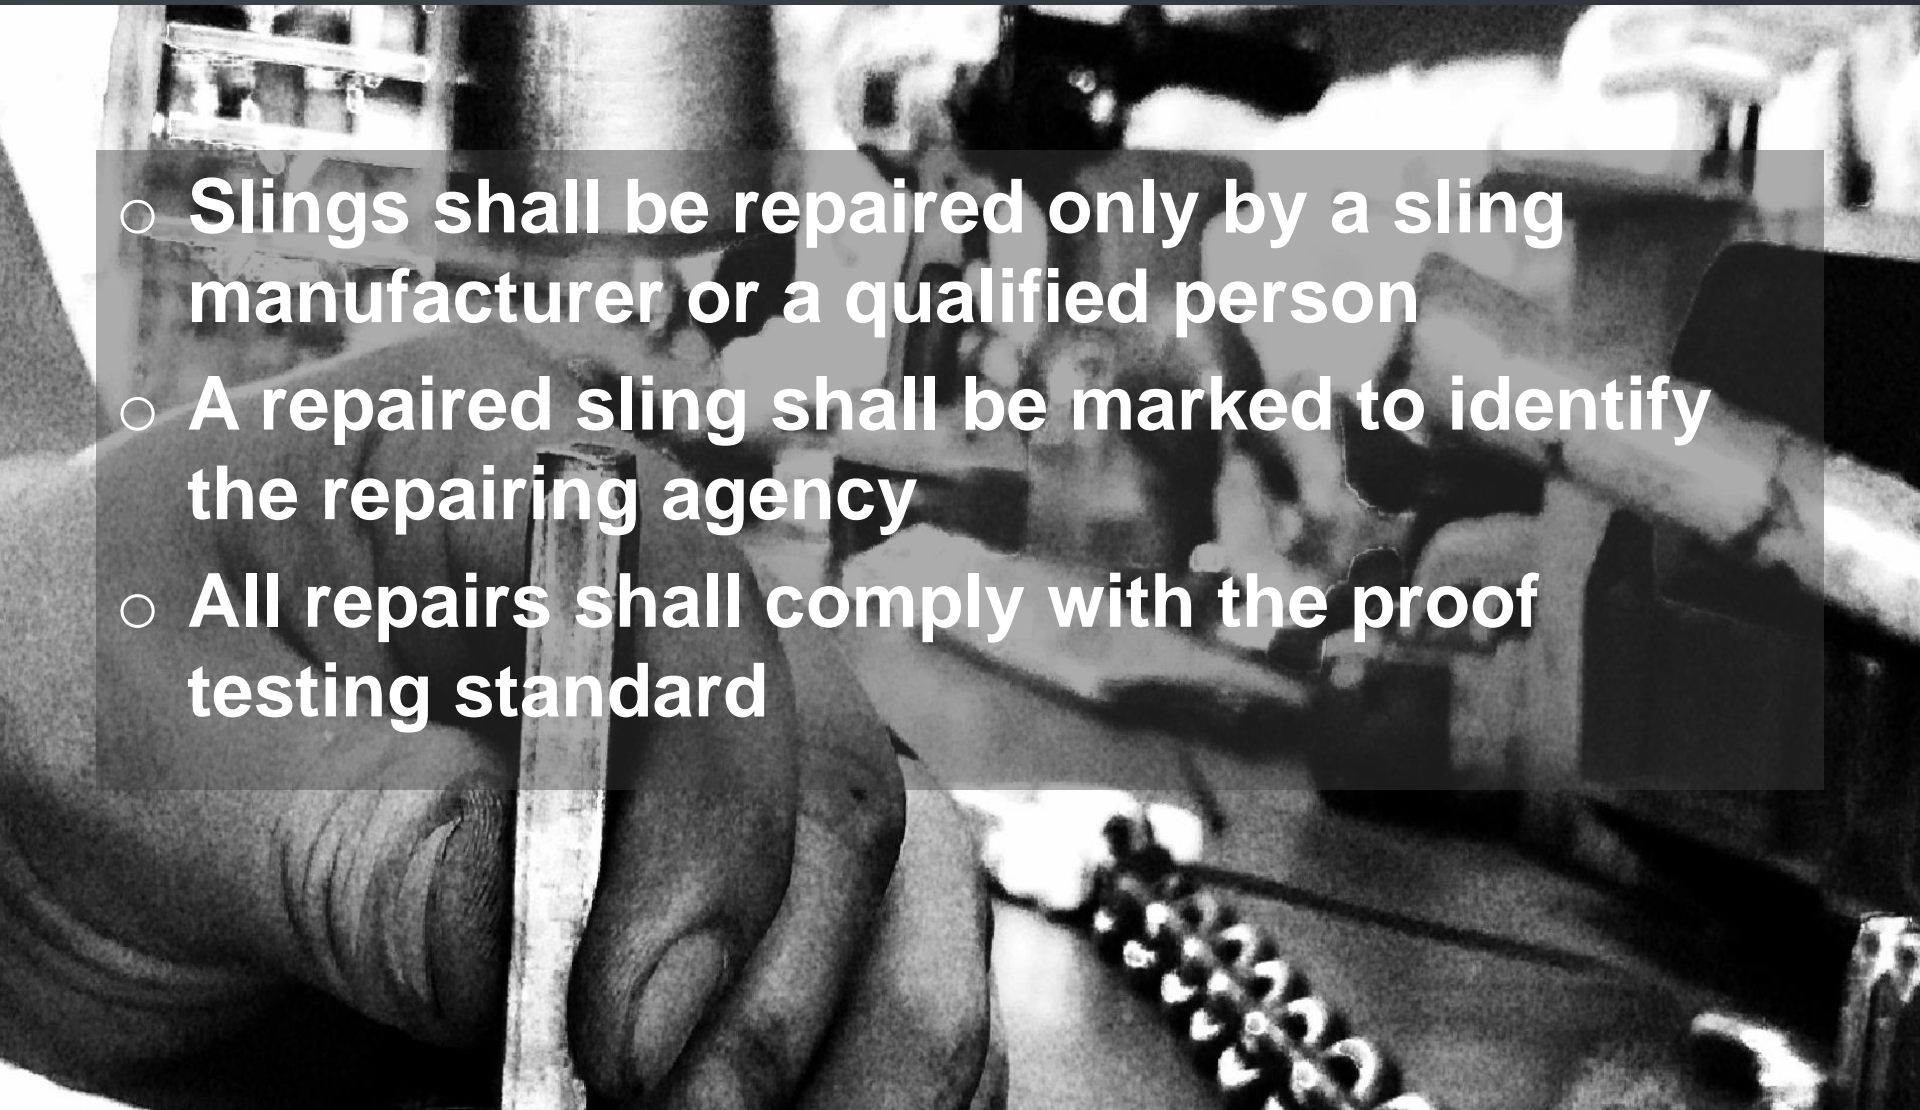 ○ Slings shall be repaired only by a sling
manufacturer or a qualified person
○ A repaired sling shall be marked to identify
the repairing agency
○ All repairs shall comply with the proof
testing standard